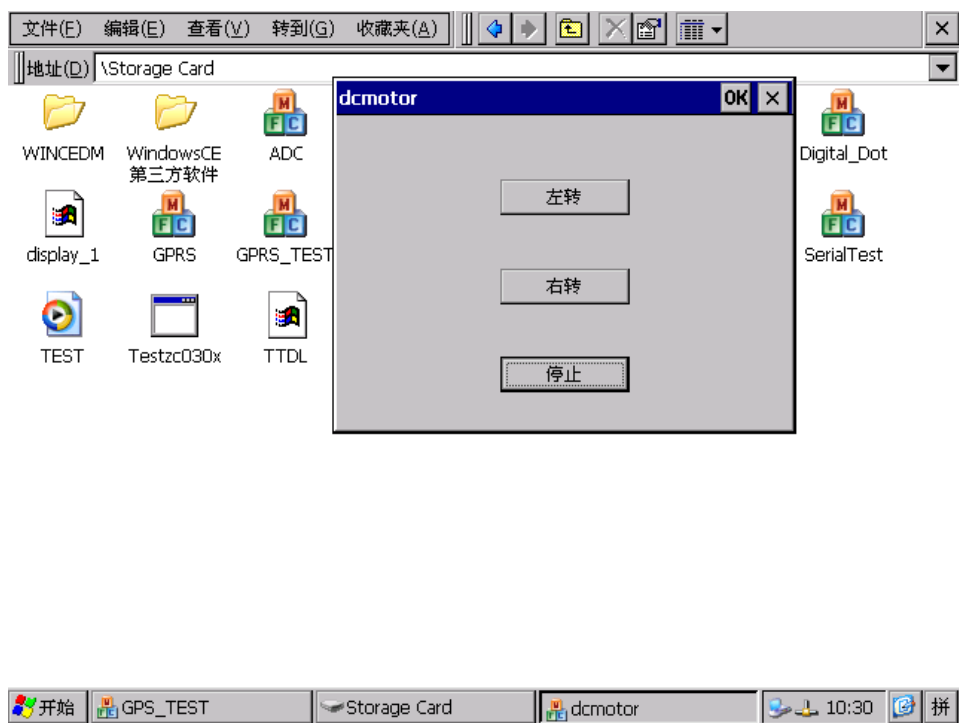 文件(F) 编辑(E) 查看(V) 转到(G) 收藏夹(A)
地址(D) \Storage Card
dcmotor OK
WINCEDM WindowsCE ADC Digital_Dot
第三方软件
左转
display_1 GPRS GPRS_TEST SerialTest
右转
TEST Testzc030x TTDL
停止
开始 GPS_TEST Storage Card dcmotor 10:30 拼